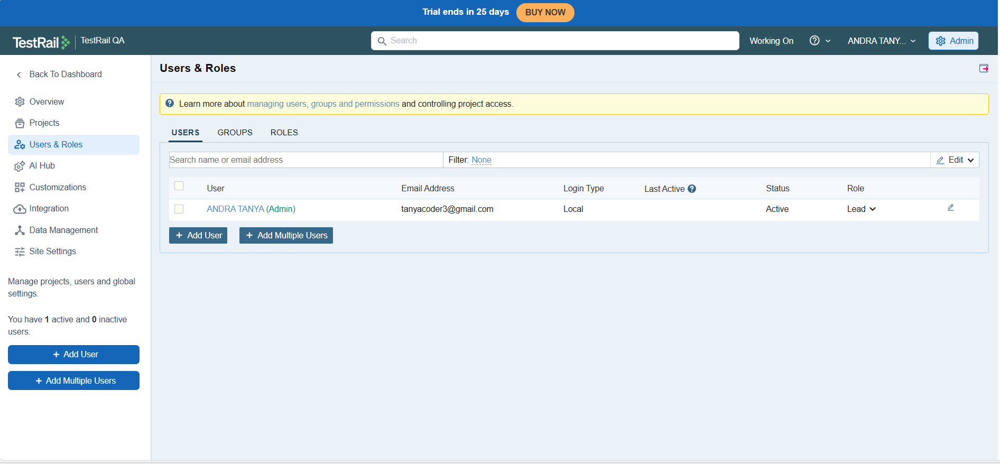 Trial ends in 25 days BUY NOW
TestRail TestRail QA Search Working On ANDRA TANY... Admin
Back To Dashboard
Overview
Projects
Users & Roles
AI Hub
Customizations
Integration
Data Management
Site Settings
Manage projects, users and global
settings.
You have 1 active and 0 inactive
users.
+ Add User
+ Add Multiple Users
Users & Roles
? Learn more about managing users, groups and permissions and controlling project access.
USERS GROUPS ROLES
Search name or email address Filter: None Edit
User Email Address Login Type Last Active ? Status Role
ANDRA TANYA (Admin) tanyacoder3@gmail.com Local Active Lead
+ Add User + Add Multiple Users